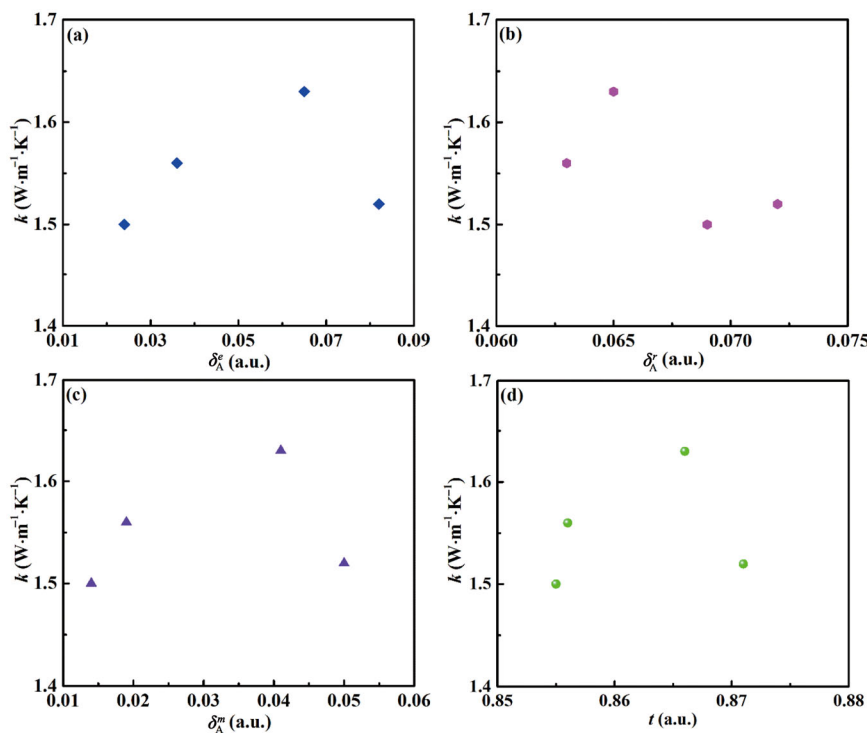 (a)
k (W·m⁻¹·K⁻¹)
1.7
1.6
1.5
1.4
0.01 0.03 0.05 0.07 0.09
δᴬᵉ (a.u.)
(b)
k (W·m⁻¹·K⁻¹)
1.7
1.6
1.5
1.4
0.060 0.065 0.070 0.075
δᴬʳ (a.u.)
(c)
k (W·m⁻¹·K⁻¹)
1.7
1.6
1.5
1.4
0.01 0.02 0.03 0.04 0.05 0.06
δᴬᵐ (a.u.)
(d)
k (W·m⁻¹·K⁻¹)
1.7
1.6
1.5
1.4
0.85 0.86 0.87 0.88
t (a.u.)